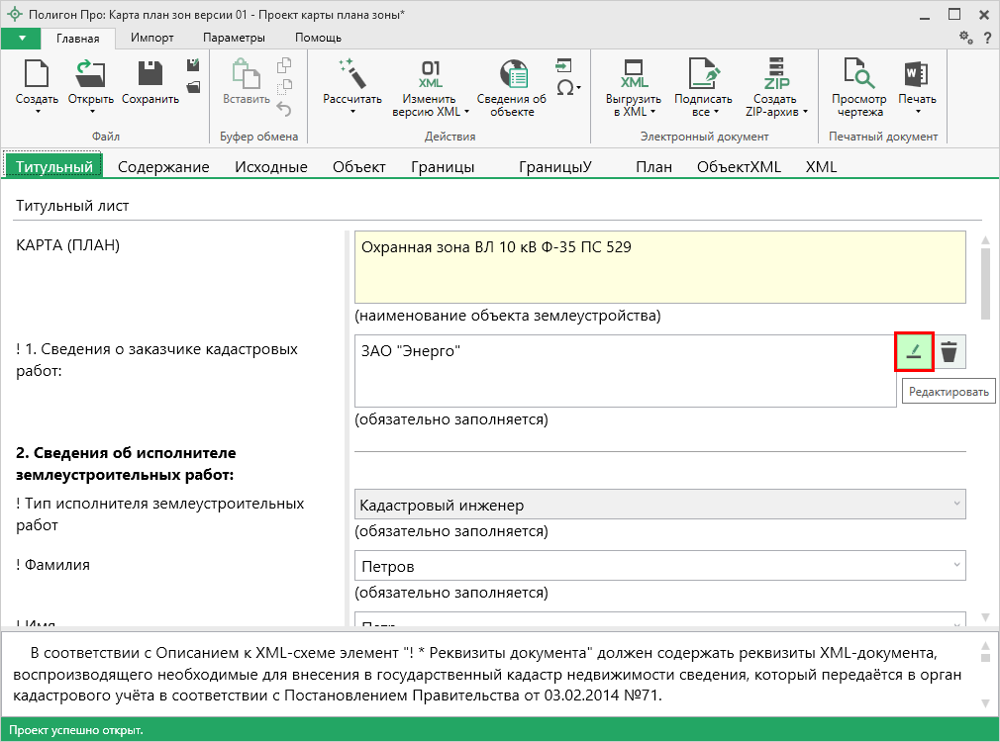 Полигон Про: Карта план зон версии 01 - Проект карты плана зоны*
Главная Импорт Параметры Помощь
?
Создать Открыть Сохранить
Файл
Вставить
Буфер обмена
Рассчитать
01 XML
Изменить
версию XML
Сведения об
объекте
Ω
Действия
XML
Выгрузить
в XML
Подписать
все
ZIP
Создать
ZIP-архив
Электронный документ
Просмотр
чертежа
W
Печать
Печатный документ
Титульный Содержание Исходные Объект Границы ГраницыУ План ОбъектXML XML
Титульный лист
КАРТА (ПЛАН)
Охранная зона ВЛ 10 кВ Ф-35 ПС 529
(наименование объекта землеустройства)
! 1. Сведения о заказчике кадастровых
работ:
ЗАО "Энерго"
Редактировать
(обязательно заполняется)
2. Сведения об исполнителе
землеустроительных работ:
! Тип исполнителя землеустроительных
работ
Кадастровый инженер
(обязательно заполняется)
! Фамилия
Петров
(обязательно заполняется)
! Имя
Петр
В соответствии с Описанием к XML-схеме элемент "! * Реквизиты документа" должен содержать реквизиты XML-документа,
воспроизводящего необходимые для внесения в государственный кадастр недвижимости сведения, который передаётся в орган
кадастрового учёта в соответствии с Постановлением Правительства от 03.02.2014 №71.
Проект успешно открыт.